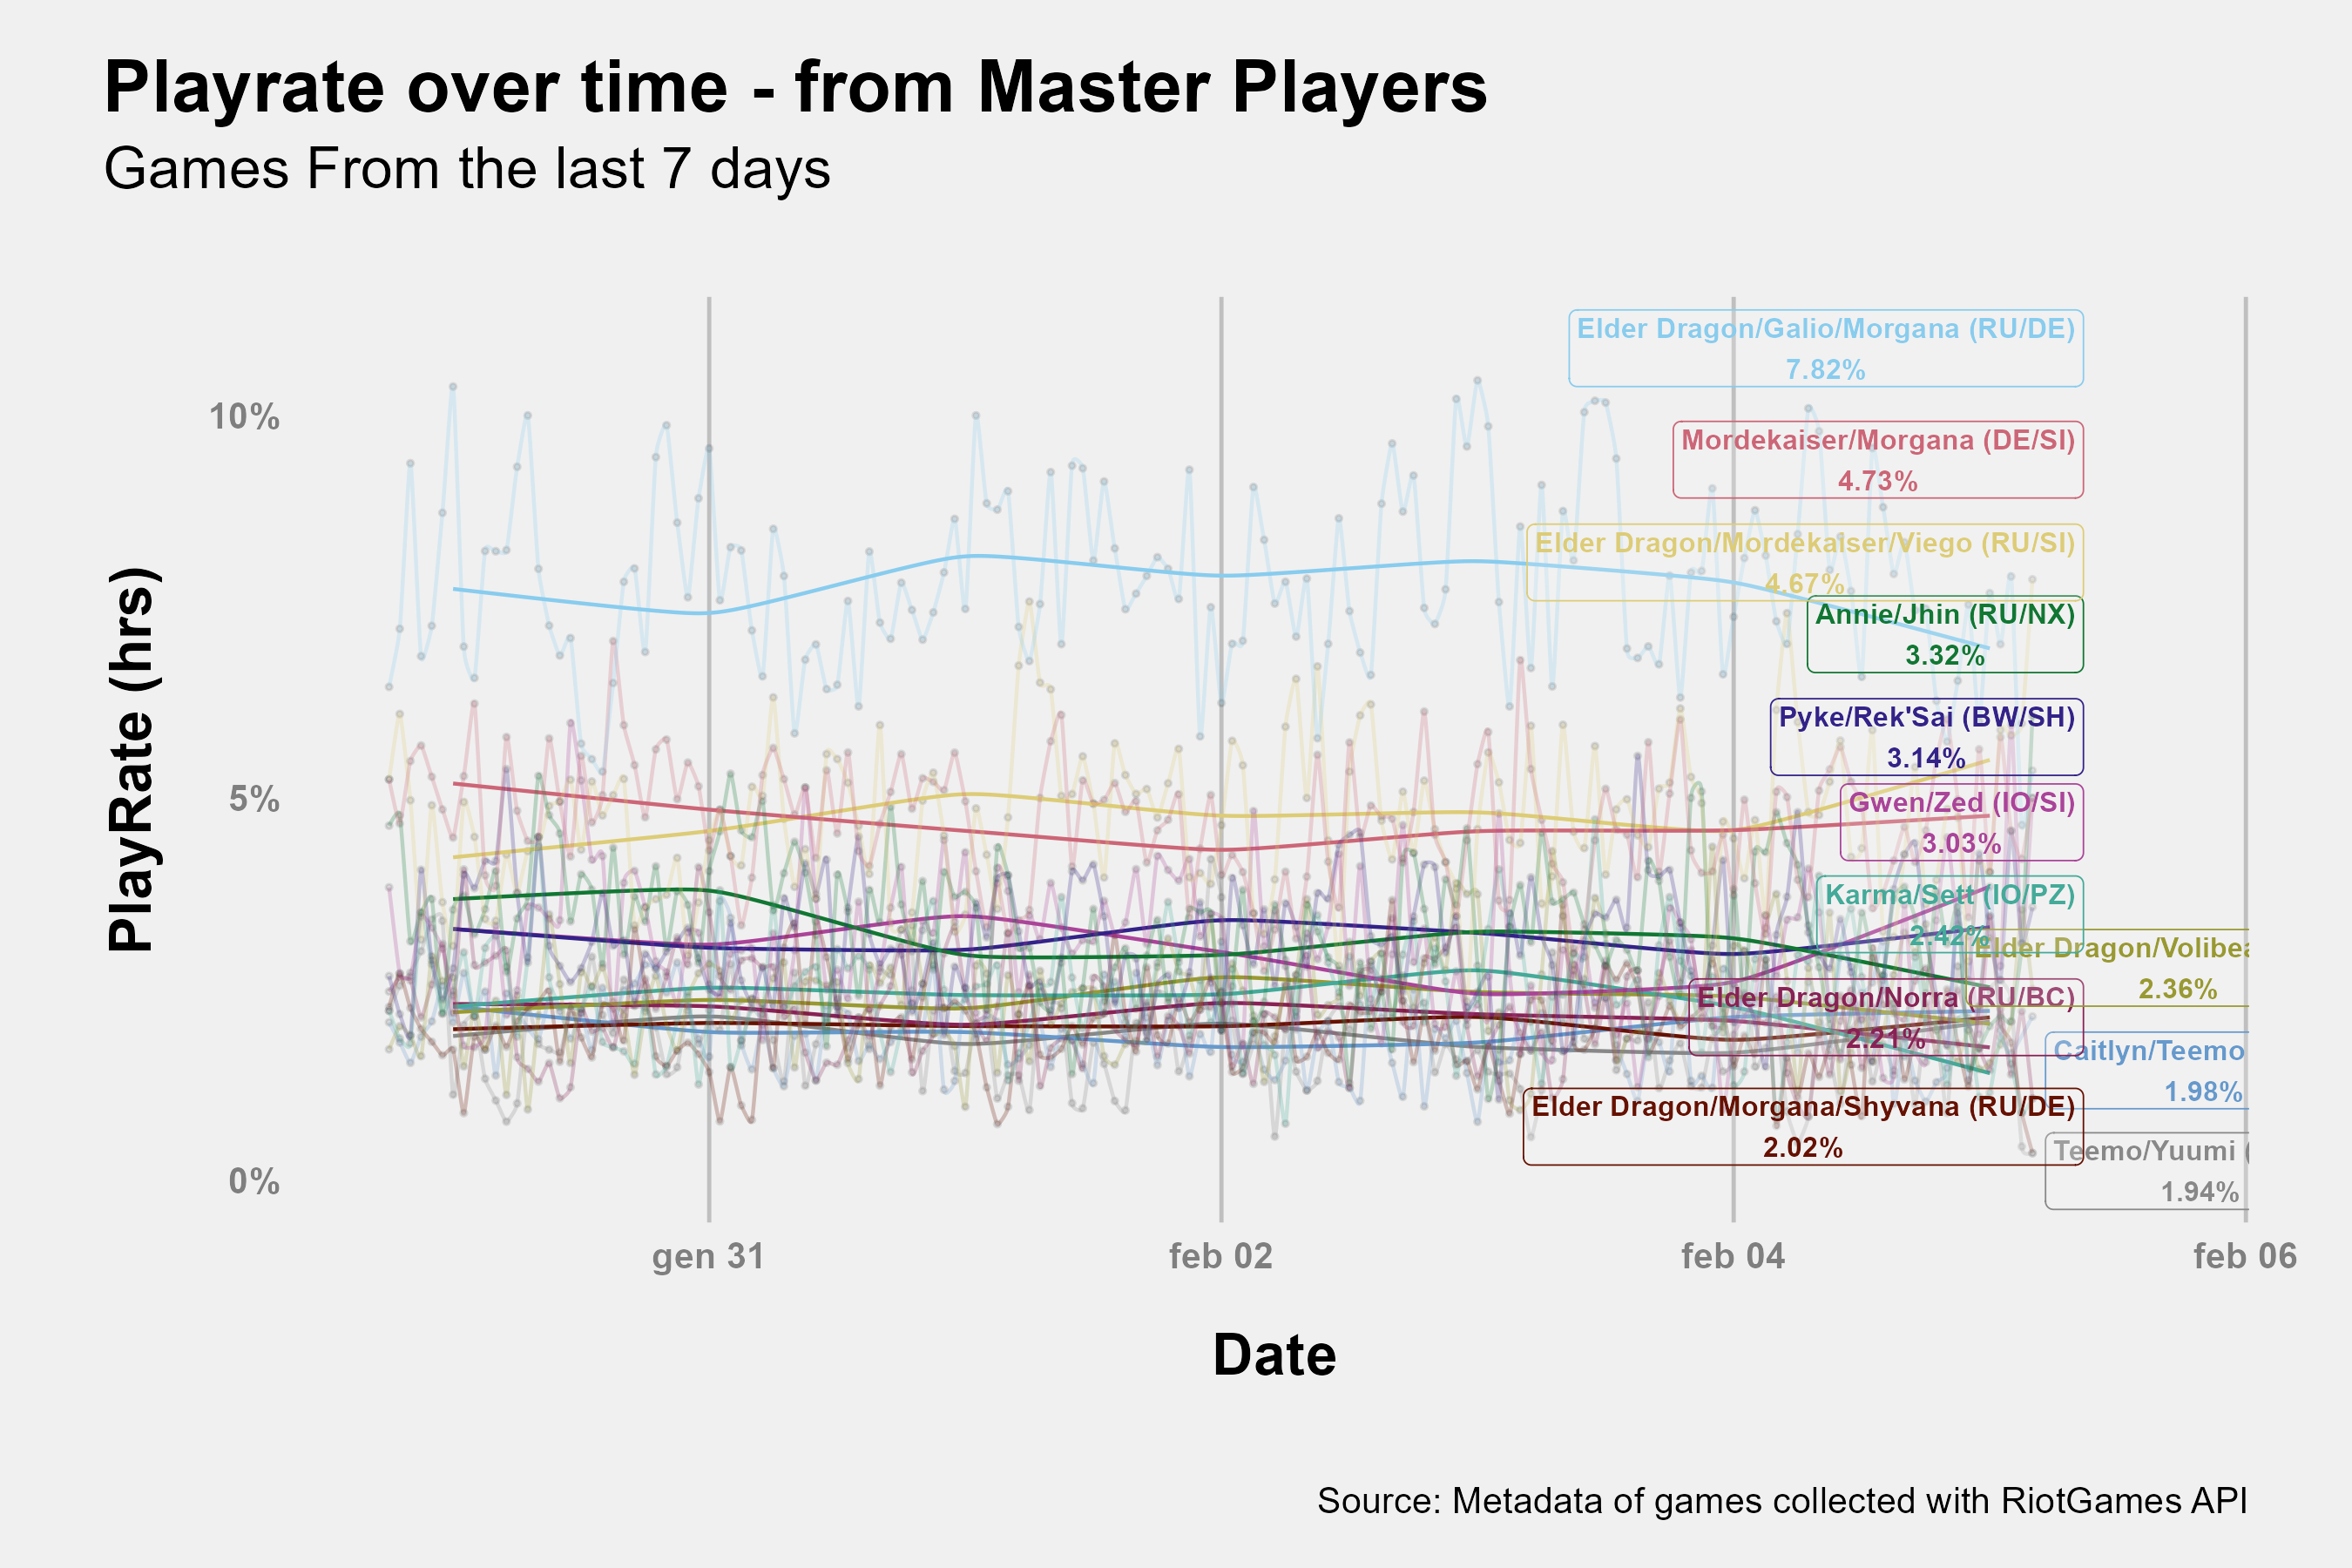 Playrate over time - from Master Players
Games From the last 7 days
PlayRate (hrs)
10%
5%
0%
Elder Dragon/Galio/Morgana (RU/DE)
7.82%
Mordekaiser/Morgana (DE/SI)
4.73%
Elder Dragon/Mordekaiser/Viego (RU/SI)
4.67%
Annie/Jhin (RU/NX)
3.32%
Pyke/Rek'Sai (BW/SH)
3.14%
Gwen/Zed (IO/SI)
3.03%
Karma/Sett (IO/PZ)
2.42%
Elder Dragon/Volibea
2.36%
Elder Dragon/Norra (RU/BC)
2.21%
Caitlyn/Teemo
1.98%
Elder Dragon/Morgana/Shyvana (RU/DE)
2.02%
Teemo/Yuumi (
1.94%
gen 31
feb 02
feb 04
feb 06
Date
Source: Metadata of games collected with RiotGames API